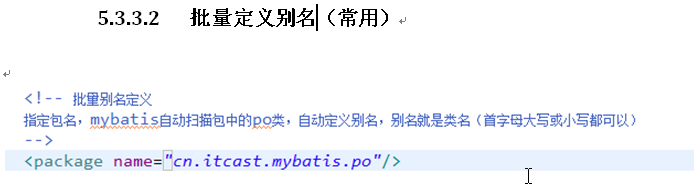 5.3.3.2 批量定义别名（常用）
<!-- 批量别名定义
指定包名，mybatis自动扫描包中的po类，自动定义别名，别名就是类名（首字母大写或小写都可以）
-->
<package name="cn.itcast.mybatis.po"/>